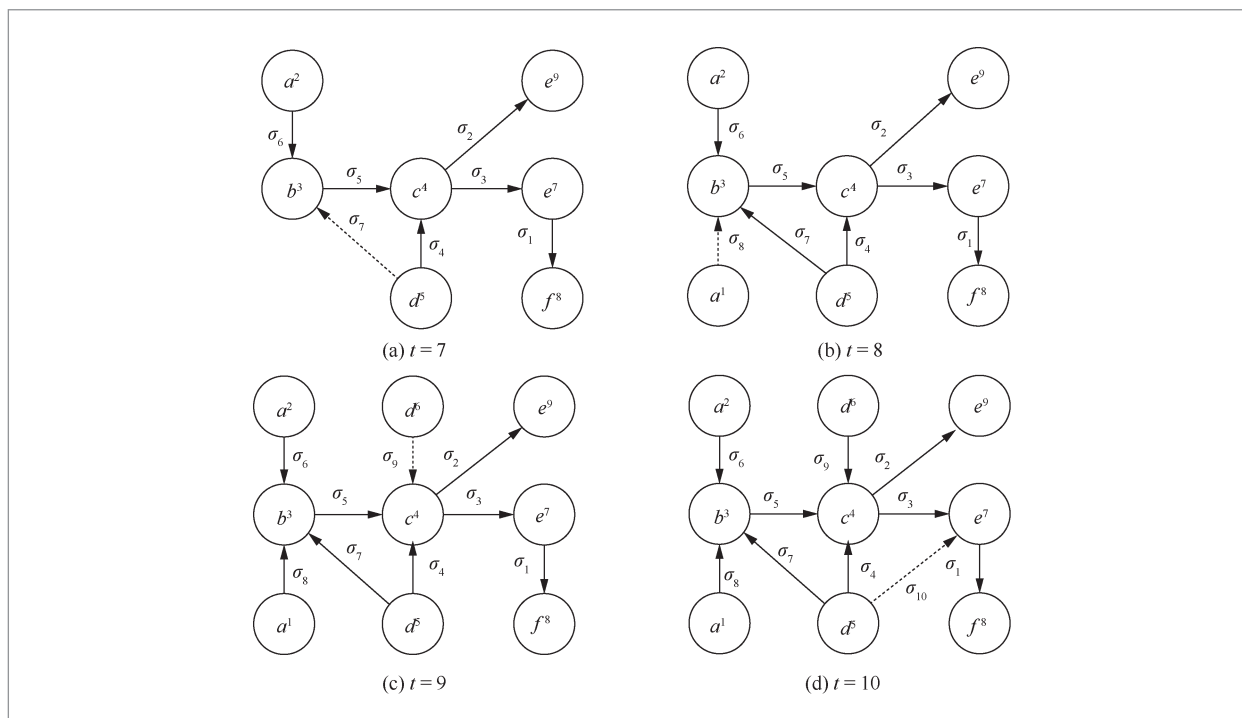 a² e⁹
σ₆ σ₂
b³ σ₅ c⁴ σ₃ e⁷
σ₇ σ₄ σ₁
d⁵ f⁸
(a) t = 7
a² e⁹
σ₆ σ₂
b³ σ₅ c⁴ σ₃ e⁷
σ₈ σ₇ σ₄ σ₁
a¹ d⁵ f⁸
(b) t = 8
a² d⁶ e⁹
σ₆ σ₉ σ₂
b³ σ₅ c⁴ σ₃ e⁷
σ₈ σ₇ σ₄ σ₁
a¹ d⁵ f⁸
(c) t = 9
a² d⁶ e⁹
σ₆ σ₉ σ₂
b³ σ₅ c⁴ σ₃ e⁷
σ₈ σ₇ σ₄ σ₁₀ σ₁
a¹ d⁵ f⁸
(d) t = 10